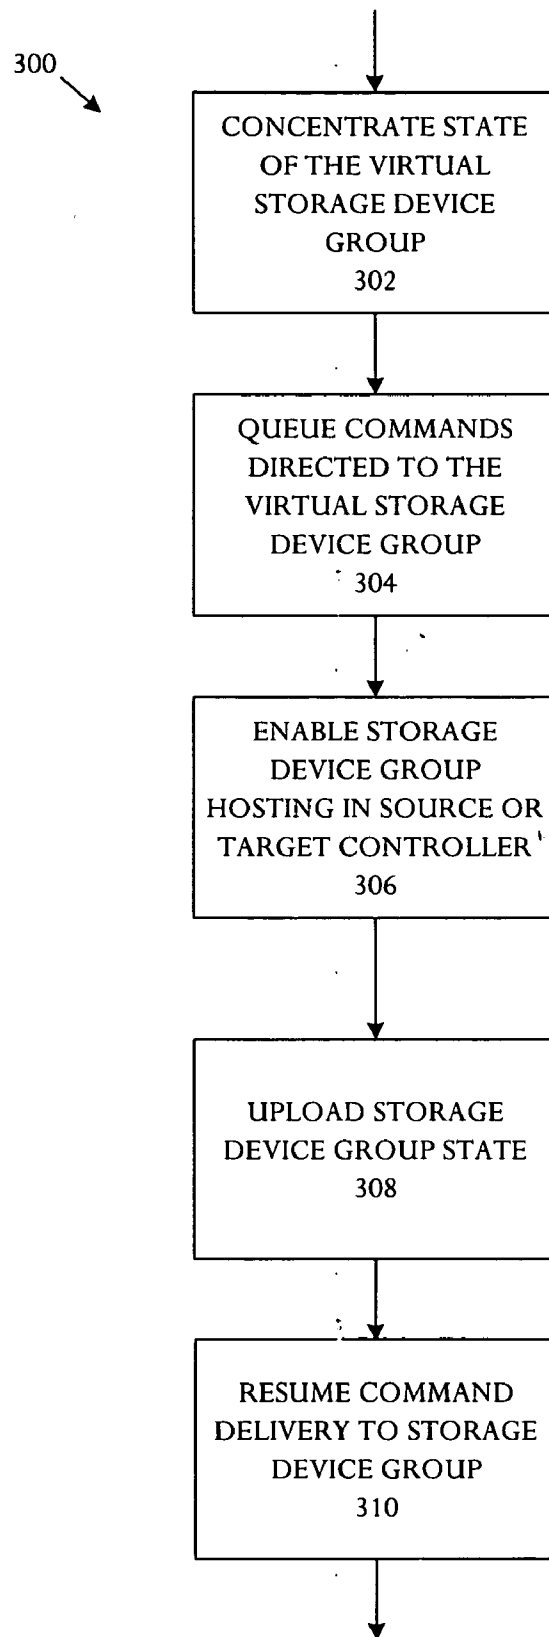 300
CONCENTRATE STATE
OF THE VIRTUAL
STORAGE DEVICE
GROUP
302
QUEUE COMMANDS
DIRECTED TO THE
VIRTUAL STORAGE
DEVICE GROUP
304
ENABLE STORAGE
DEVICE GROUP
HOSTING IN SOURCE OR
TARGET CONTROLLER
306
UPLOAD STORAGE
DEVICE GROUP STATE
308
RESUME COMMAND
DELIVERY TO STORAGE
DEVICE GROUP
310